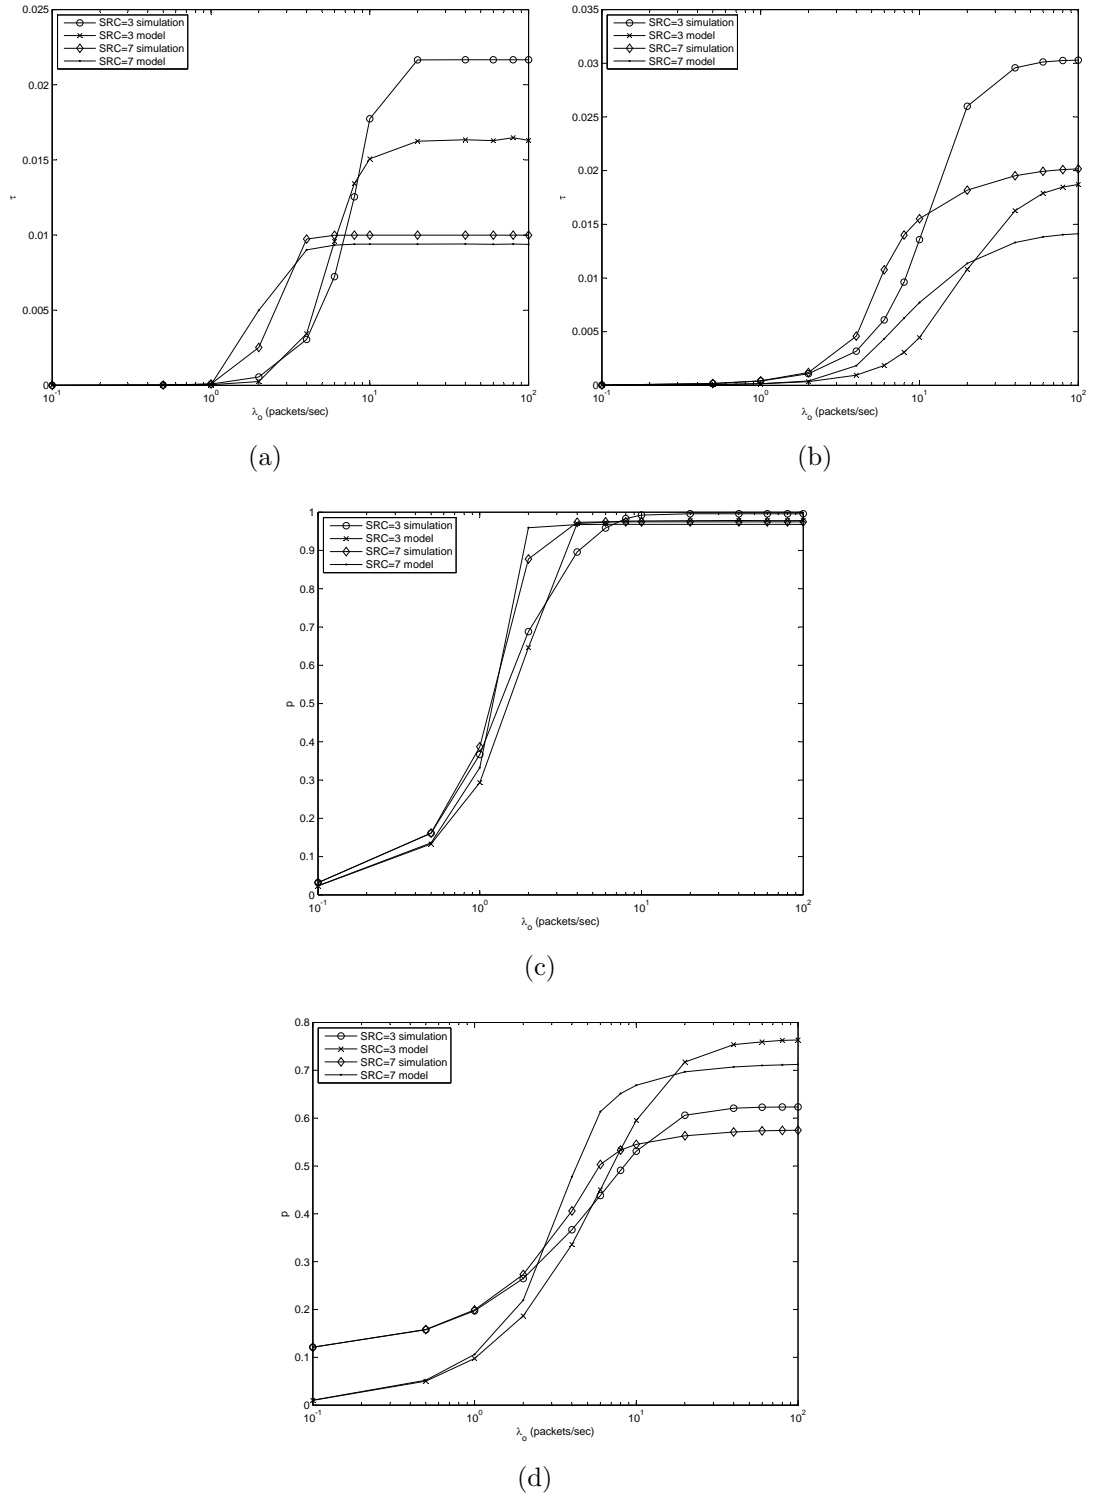 0.025
0.02
0.015
0.01
0.005
0
τ
SRC=3 simulation
SRC=3 model
SRC=7 simulation
SRC=7 model
10^-1 10^0 10^1 10^2
λ_o (packets/sec)
(a)
0.035
0.03
0.025
0.02
0.015
0.01
0.005
0
τ
SRC=3 simulation
SRC=3 model
SRC=7 simulation
SRC=7 model
10^-1 10^0 10^1 10^2
λ_o (packets/sec)
(b)
1
0.9
0.8
0.7
0.6
0.5
0.4
0.3
0.2
0.1
0
p
SRC=3 simulation
SRC=3 model
SRC=7 simulation
SRC=7 model
10^-1 10^0 10^1 10^2
λ_o (packets/sec)
(c)
0.8
0.7
0.6
0.5
0.4
0.3
0.2
0.1
0
p
SRC=3 simulation
SRC=3 model
SRC=7 simulation
SRC=7 model
10^-1 10^0 10^1 10^2
λ_o (packets/sec)
(d)